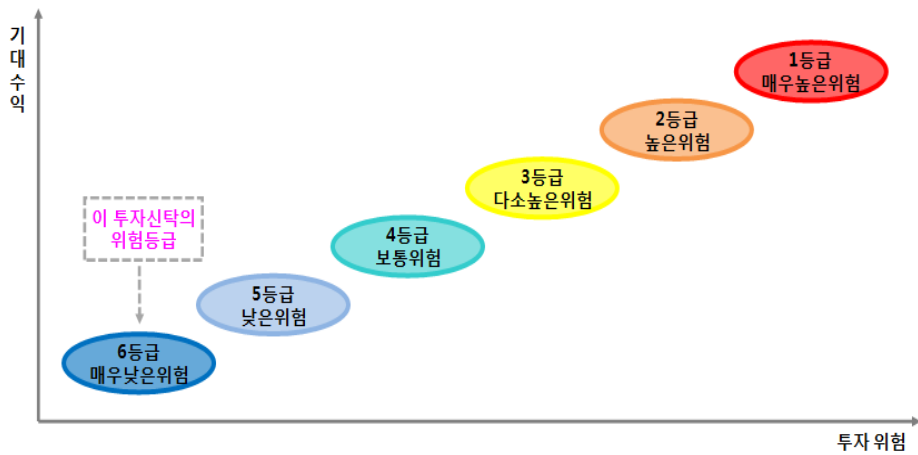 기대수익
1등급
매우높은위험
2등급
높은위험
3등급
다소높은위험
이 투자신탁의
위험등급
4등급
보통위험
5등급
낮은위험
6등급
매우낮은위험
투자 위험